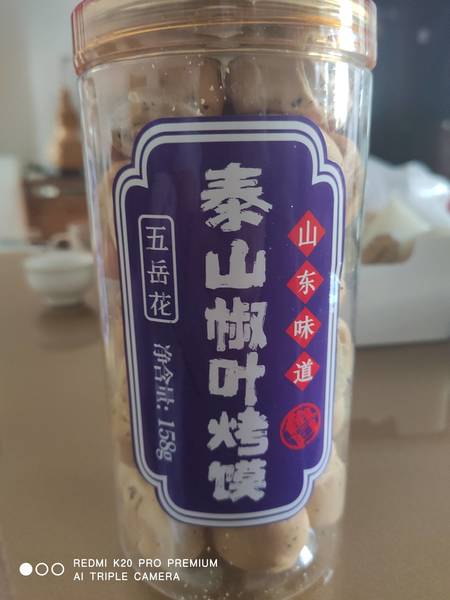 山东味道
泰山椒叶烤馍
五岳花
净含量: 158g
REDMI K20 PRO PREMIUM
AI TRIPLE CAMERA